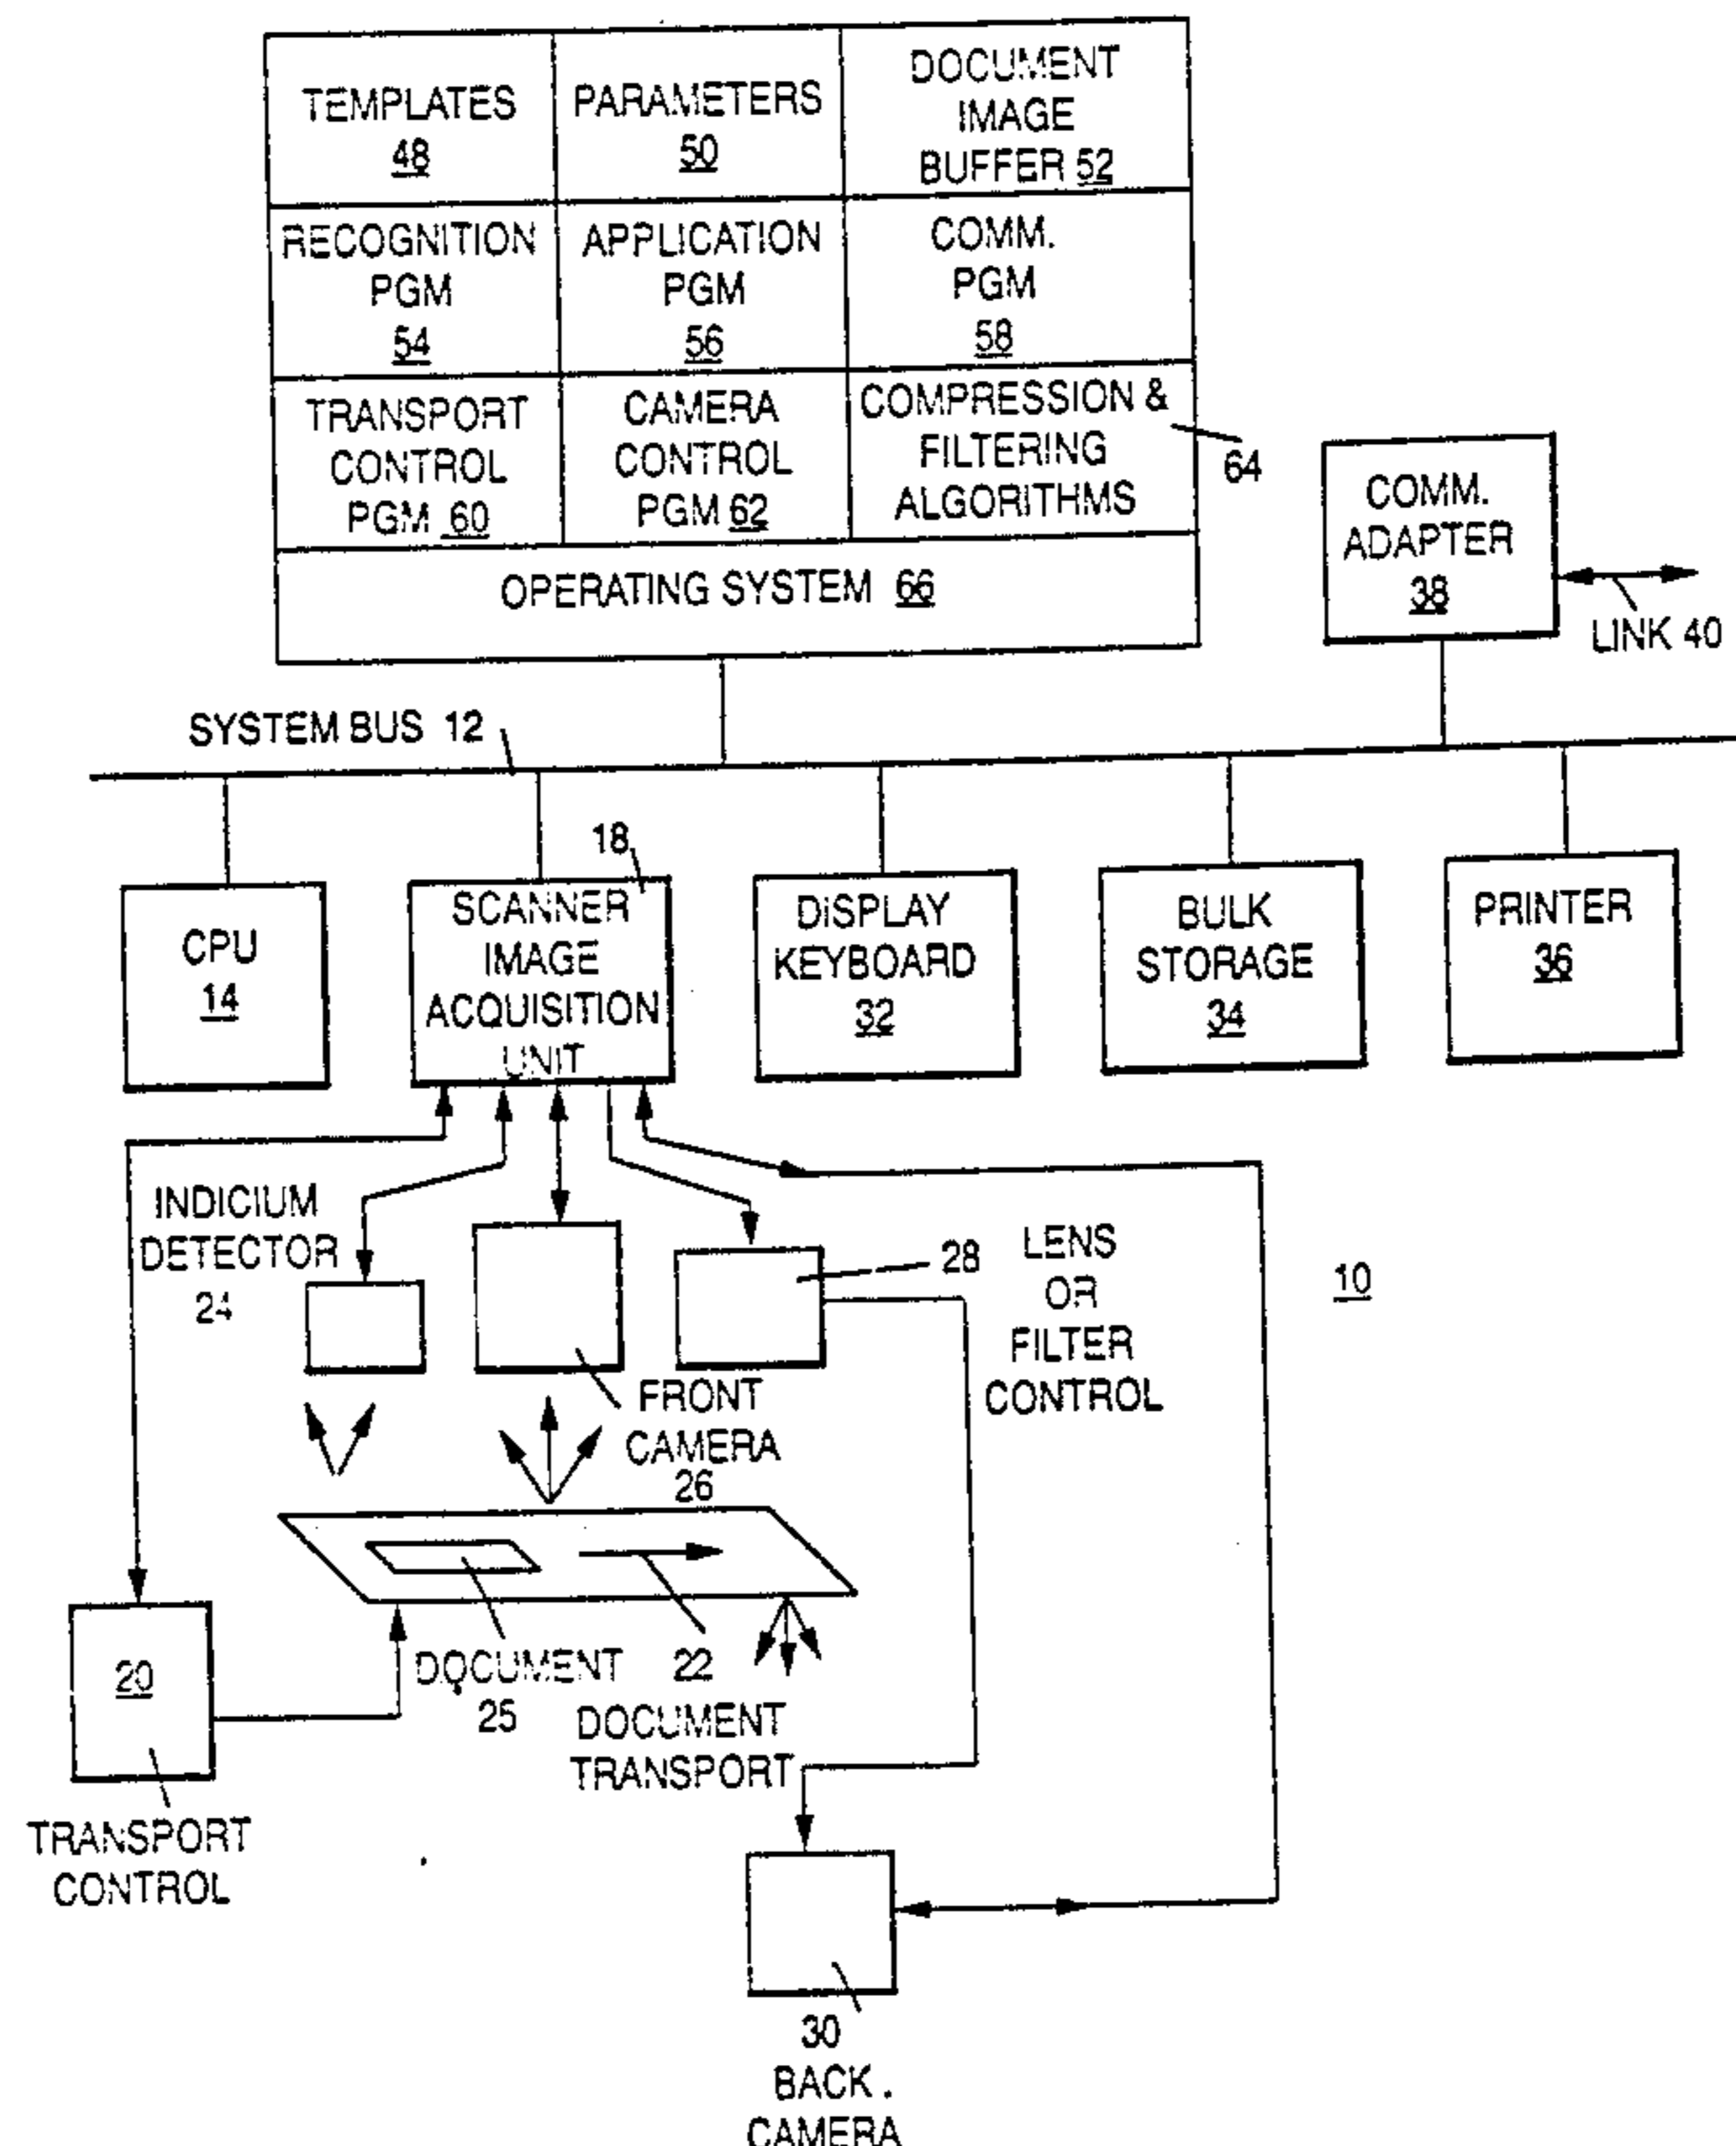 TEMPLATES
48
PARAMETERS
50
DOCUMENT
IMAGE
BUFFER 52
RECOGNITION
PGM
54
APPLICATION
PGM
56
COMM.
PGM
58
TRANSPORT
CONTROL
PGM 60
CAMERA
CONTROL
PGM 62
COMPRESSION &
FILTERING
ALGORITHMS
64
OPERATING SYSTEM 66
COMM.
ADAPTER
38
LINK 40
SYSTEM BUS 12
CPU
14
18
SCANNER
IMAGE
ACQUISITION
UNIT
DISPLAY
KEYBOARD
32
BULK
STORAGE
34
PRINTER
36
INDICIUM
DETECTOR
24
FRONT
CAMERA
26
28
LENS
OR
FILTER
CONTROL
10
20
TRANSPORT
CONTROL
DOCUMENT
25
22
DOCUMENT
TRANSPORT
30
BACK.
CAMERA